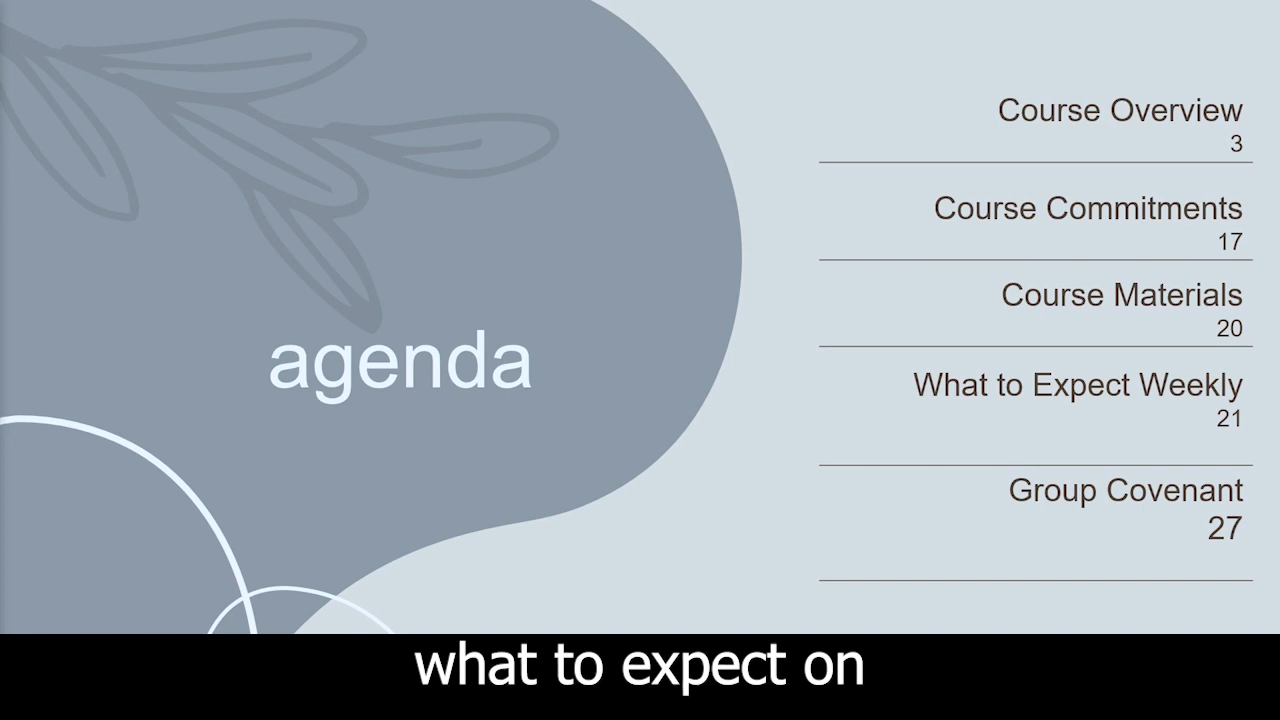 agenda
Course Overview
3
Course Commitments
17
Course Materials
20
What to Expect Weekly
21
Group Covenant
27
what to expect on